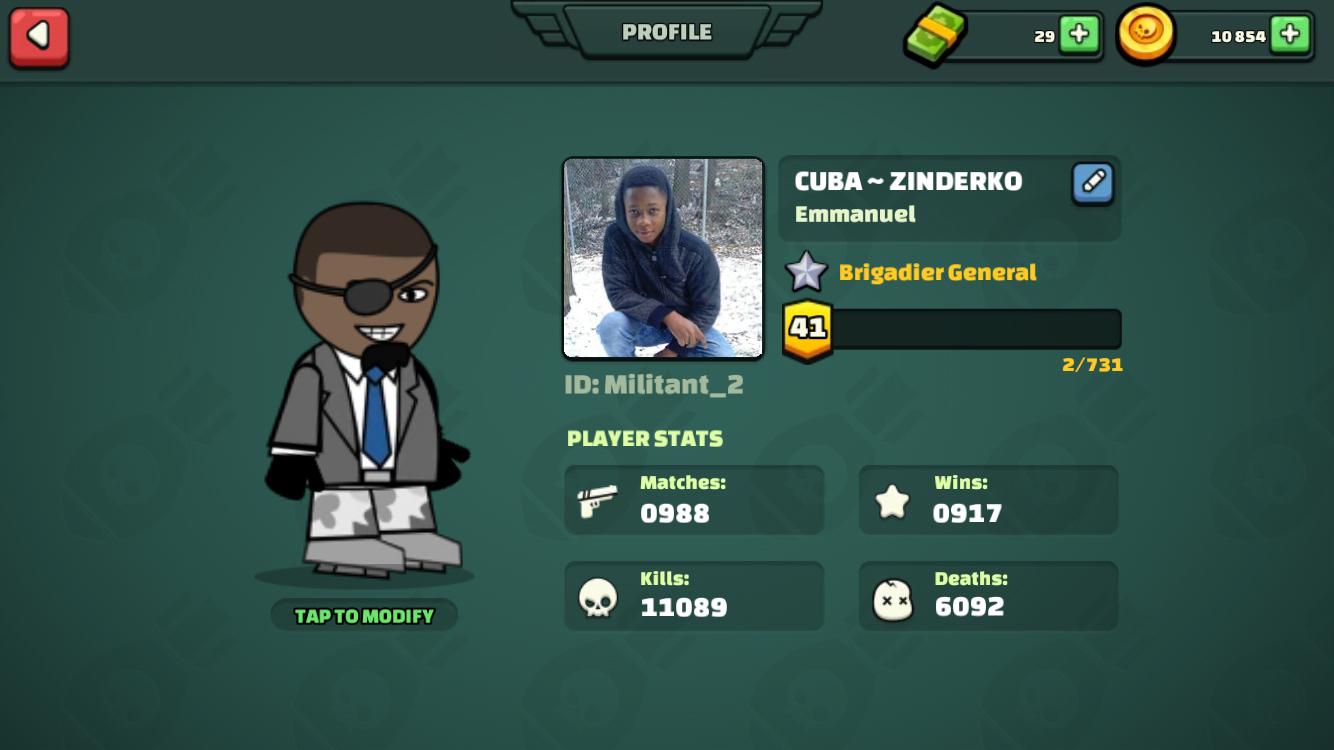 PROFILE
29
10 854
CUBA ~ ZINDERKO
Emmanuel
Brigadier General
41
2/731
ID: Militant_2
PLAYER STATS
Matches:
0988
Wins:
0917
Kills:
11089
Deaths:
6092
TAP TO MODIFY